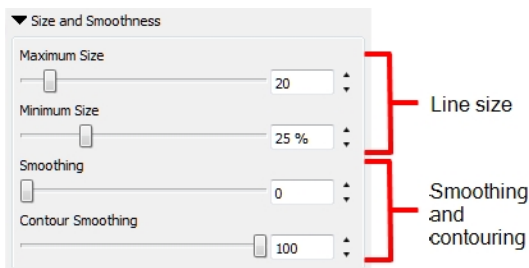 Size and Smoothness
Maximum Size
20
Minimum Size
25 %
Smoothing
0
Contour Smoothing
100
Line size
Smoothing
and
contouring